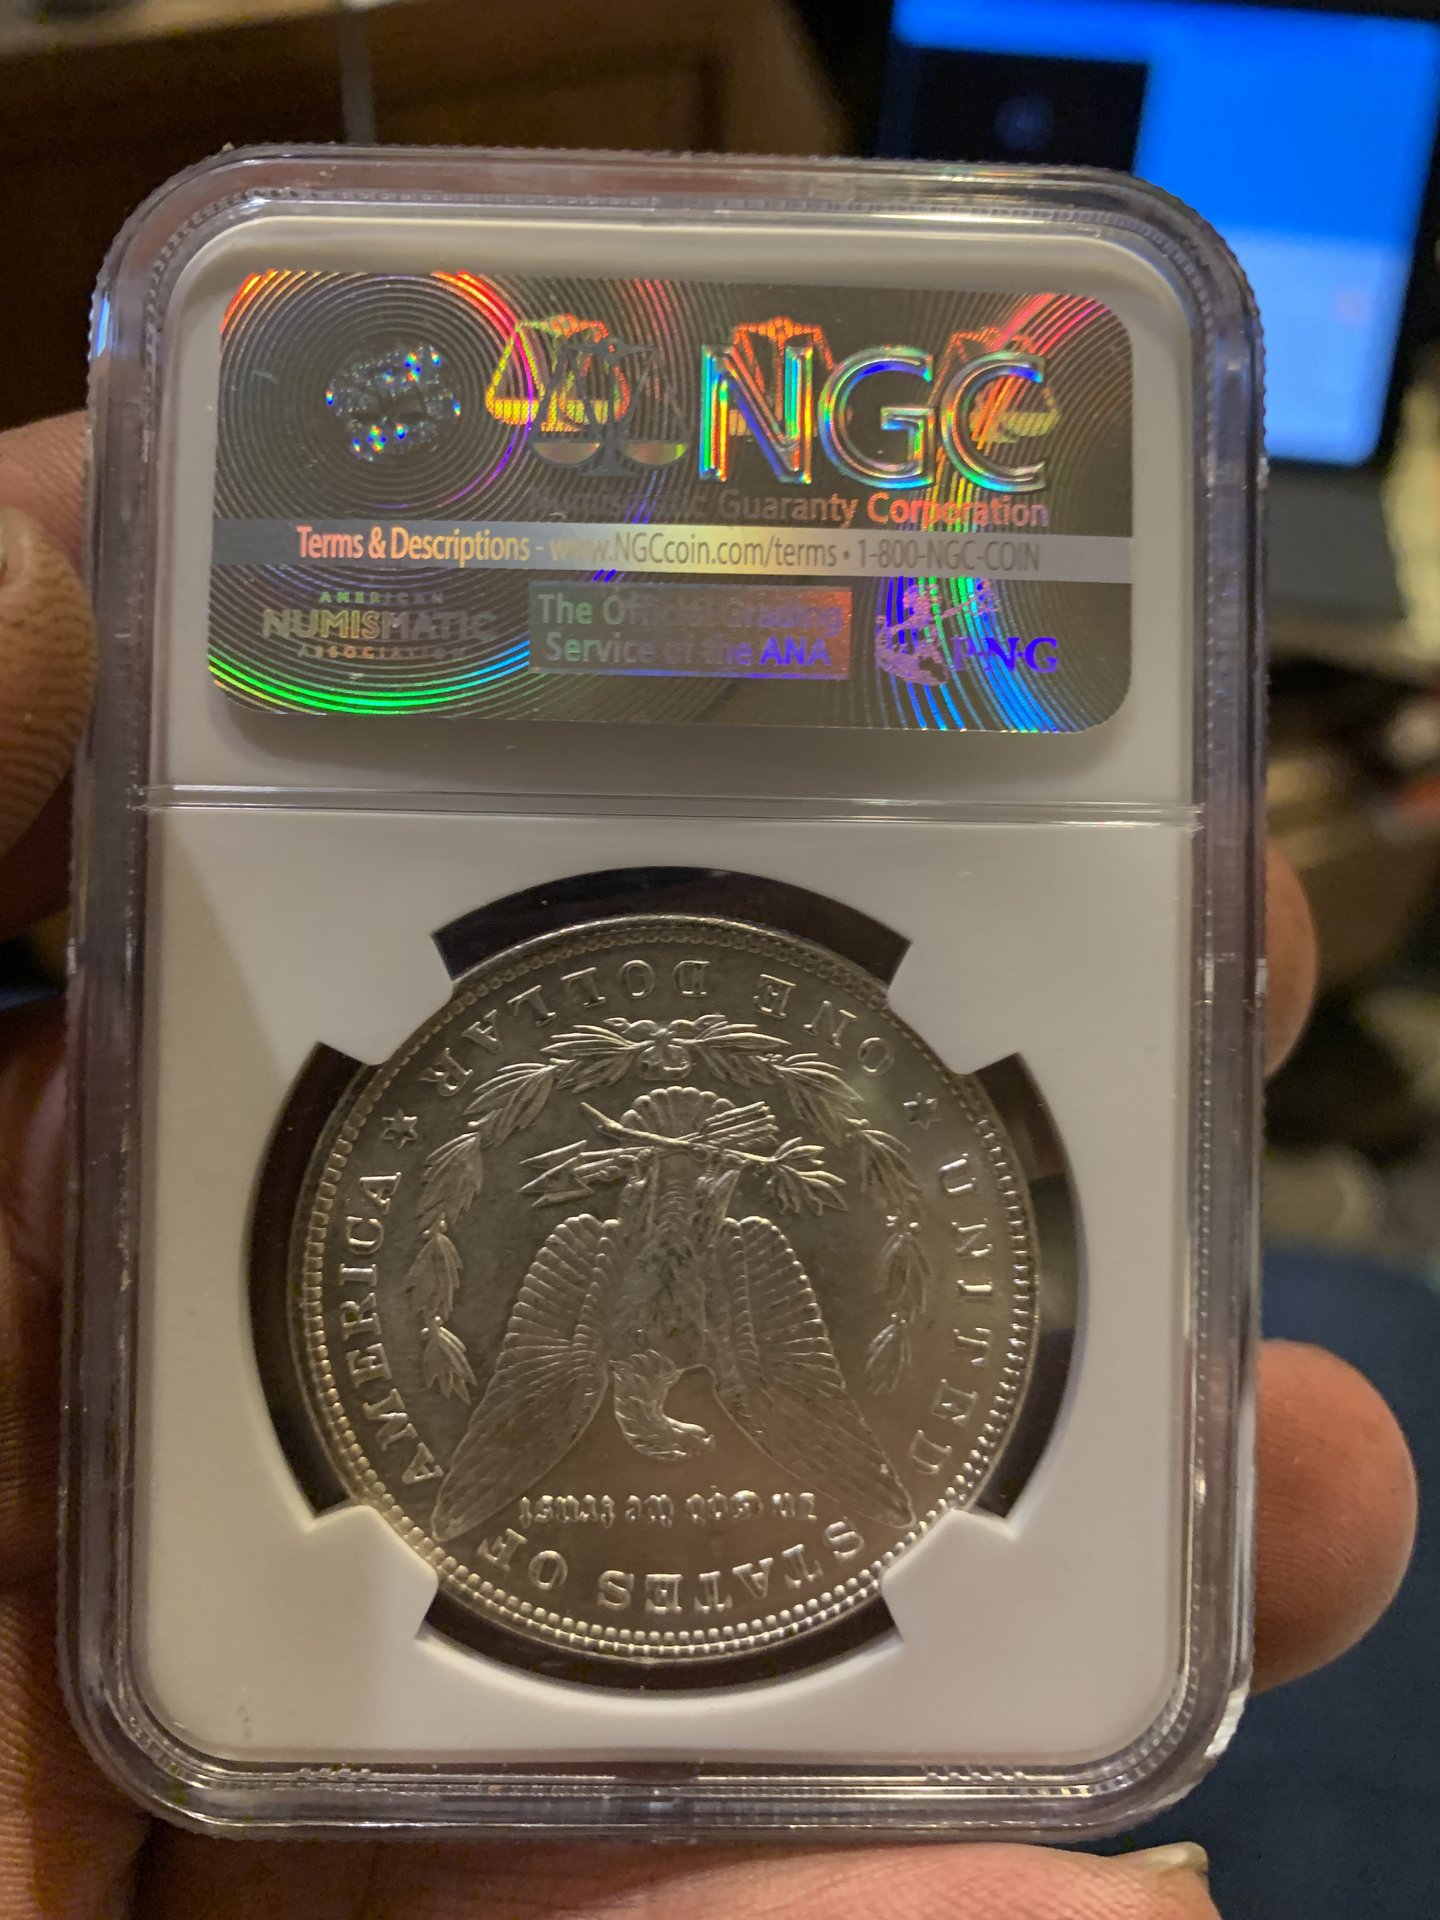 NGC
Numismatic Guaranty Corporation
Terms & Descriptions - www.NGCcoin.com/terms • 1-800-NGC-COIN
AMERICAN
NUMISMATIC
ASSOCIATION
The Official Grading
Service of the ANA
PNG
UNITED STATES OF AMERICA
In God we trust
ONE DOLLAR